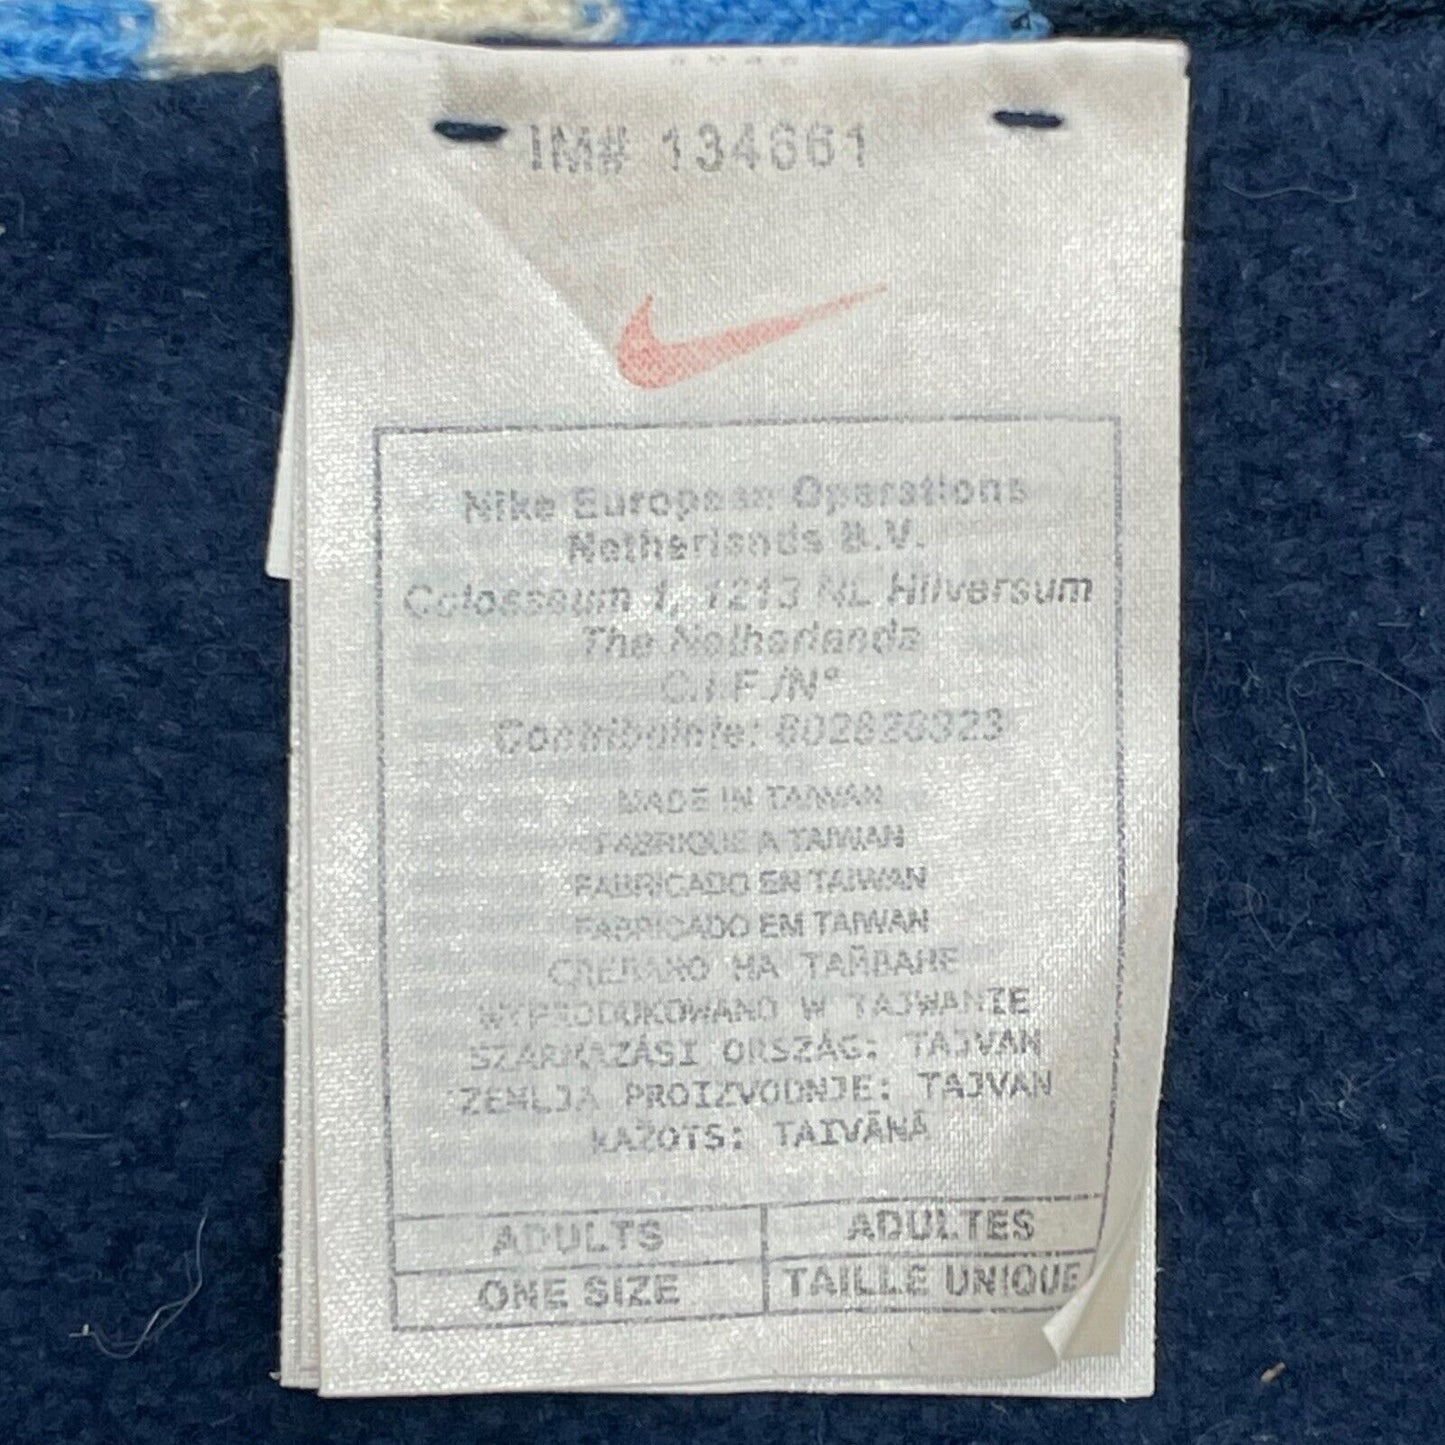 IM# 134661
Nike European Operations
Netherlands B.V.
Colosseum 1, 1213 NL Hilversum
The Netherlands
C.I.F./N°
Contribuinte: 802828323
MADE IN TAIWAN
FABRIQUE A TAIWAN
FABRICADO EN TAIWAN
FABRICADO EM TAIWAN
СДЕЛАНО НА ТАЙВАНЕ
WYPRODUKOWANO W TAJWANIE
SZÁRMAZÁSI ORSZÁG: TAJVAN
ZEMLJA PROIZVODNJE: TAJVAN
RAŽOTS: TAIVĀNĀ
ADULTS
ADULTES
ONE SIZE
TAILLE UNIQUE